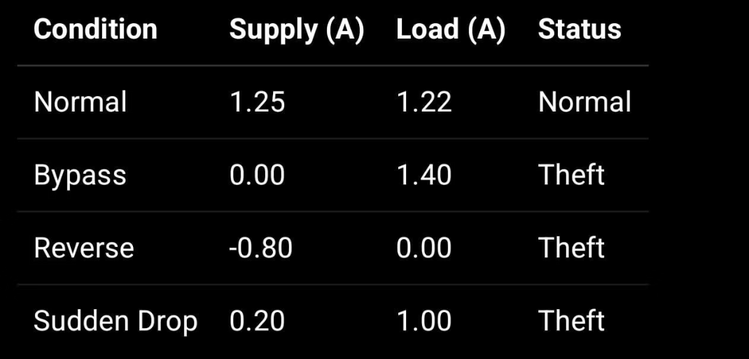 Condition Supply (A) Load (A) Status
Normal 1.25 1.22 Normal
Bypass 0.00 1.40 Theft
Reverse -0.80 0.00 Theft
Sudden Drop 0.20 1.00 Theft